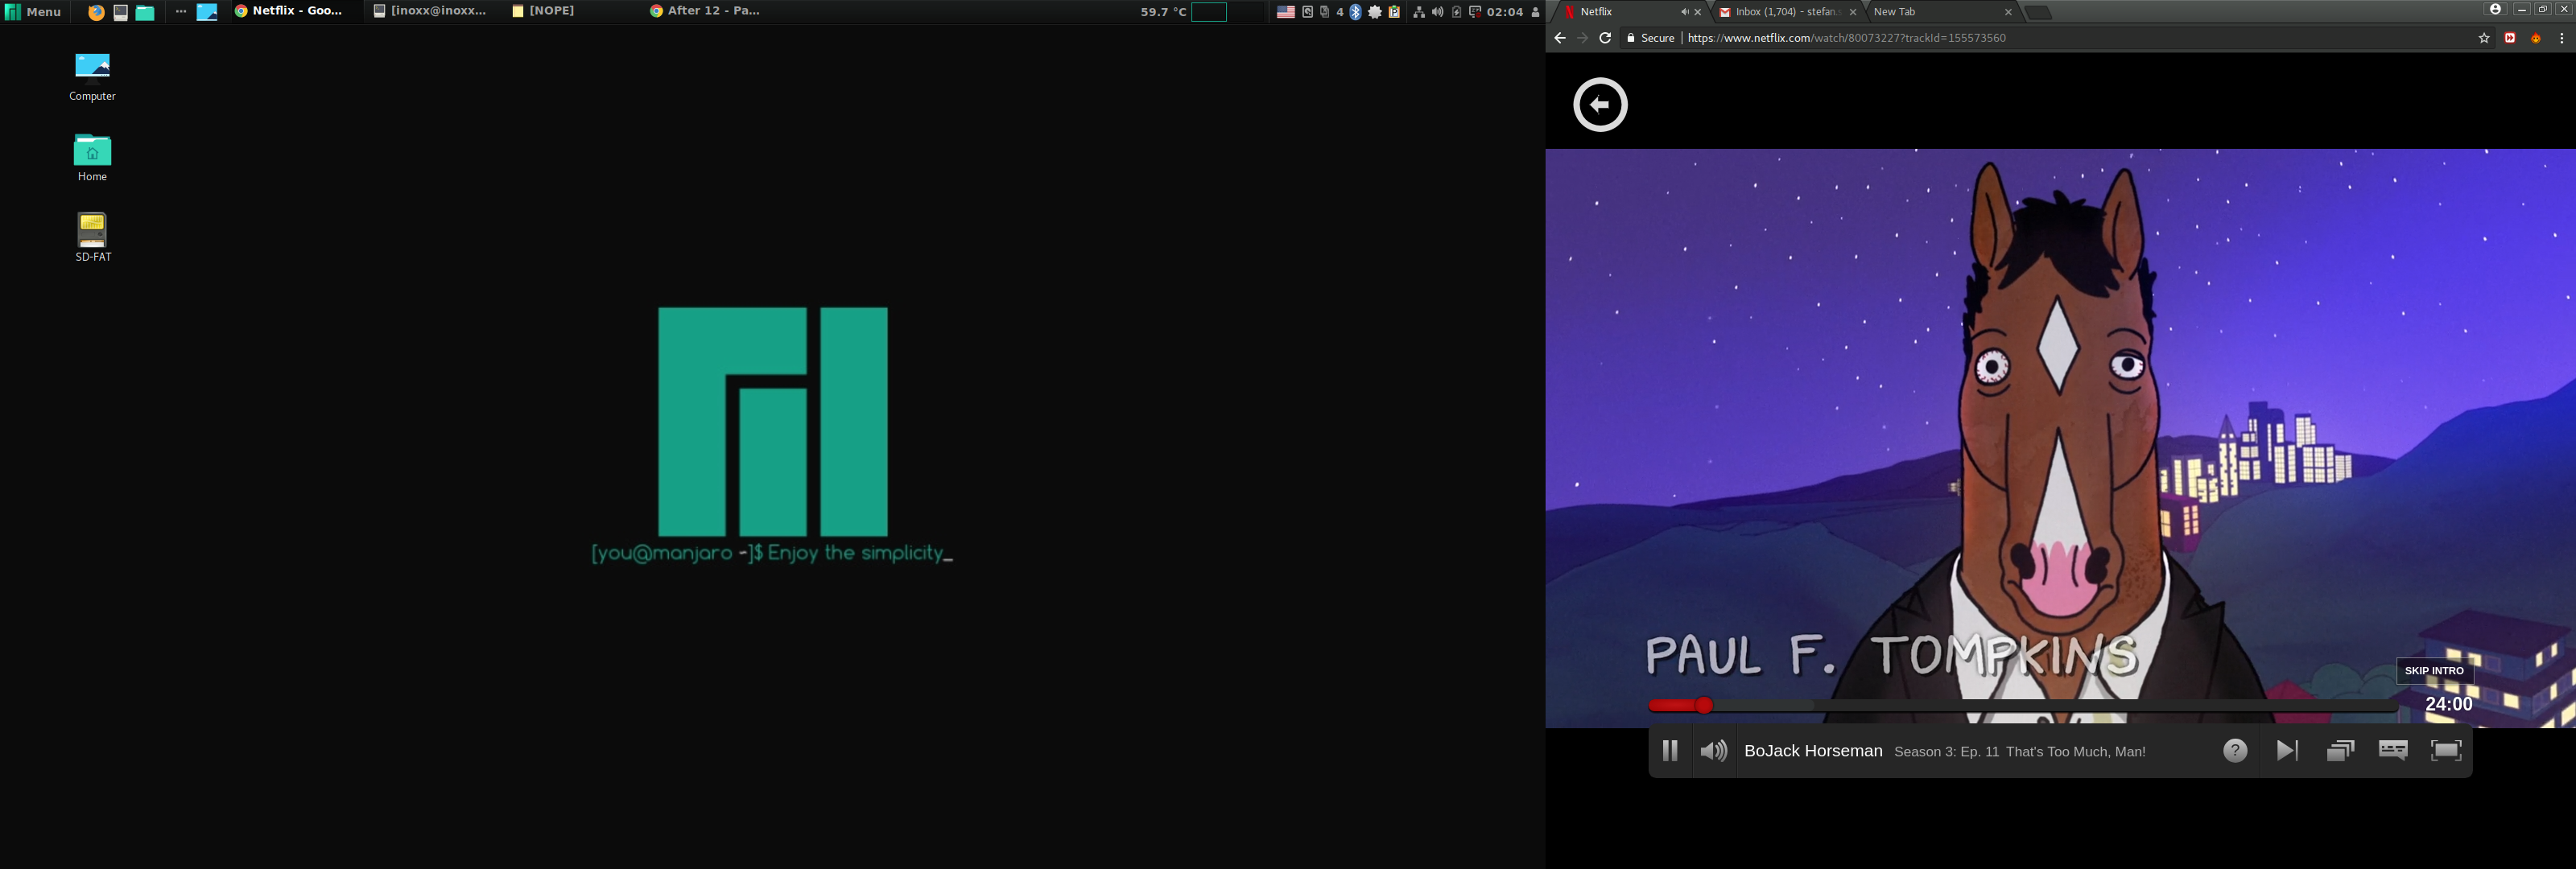 Menu
Netflix - Goo...
[inoxx@inoxx...
[NOPE]
After 12 - Pa...
59.7 °C
4
02:04
Computer
Home
SD-FAT
[you@manjaro ~]$ Enjoy the simplicity_
Netflix
Inbox (1,704) - stefan.s
New Tab
Secure
https://www.netflix.com/watch/80073227?trackId=155573560
PAUL F. TOMPKINS
SKIP INTRO
24:00
BoJack Horseman Season 3: Ep. 11 That's Too Much, Man!
?